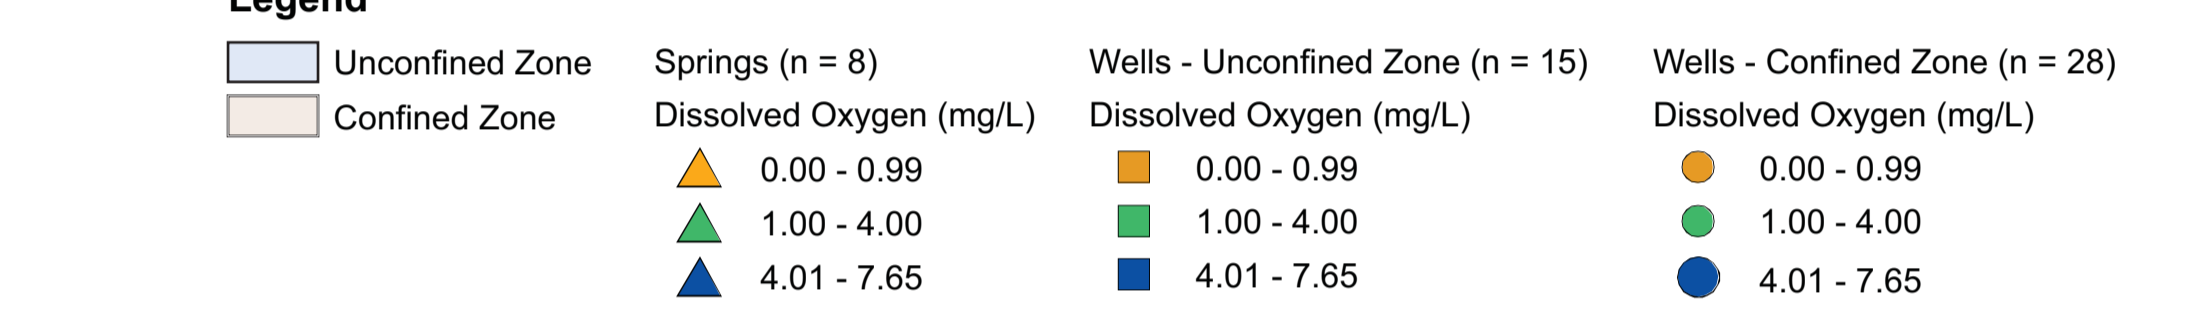 Legend
Unconfined Zone
Confined Zone
Springs (n = 8)
Dissolved Oxygen (mg/L)
0.00 - 0.99
1.00 - 4.00
4.01 - 7.65
Wells - Unconfined Zone (n = 15)
Dissolved Oxygen (mg/L)
0.00 - 0.99
1.00 - 4.00
4.01 - 7.65
Wells - Confined Zone (n = 28)
Dissolved Oxygen (mg/L)
0.00 - 0.99
1.00 - 4.00
4.01 - 7.65